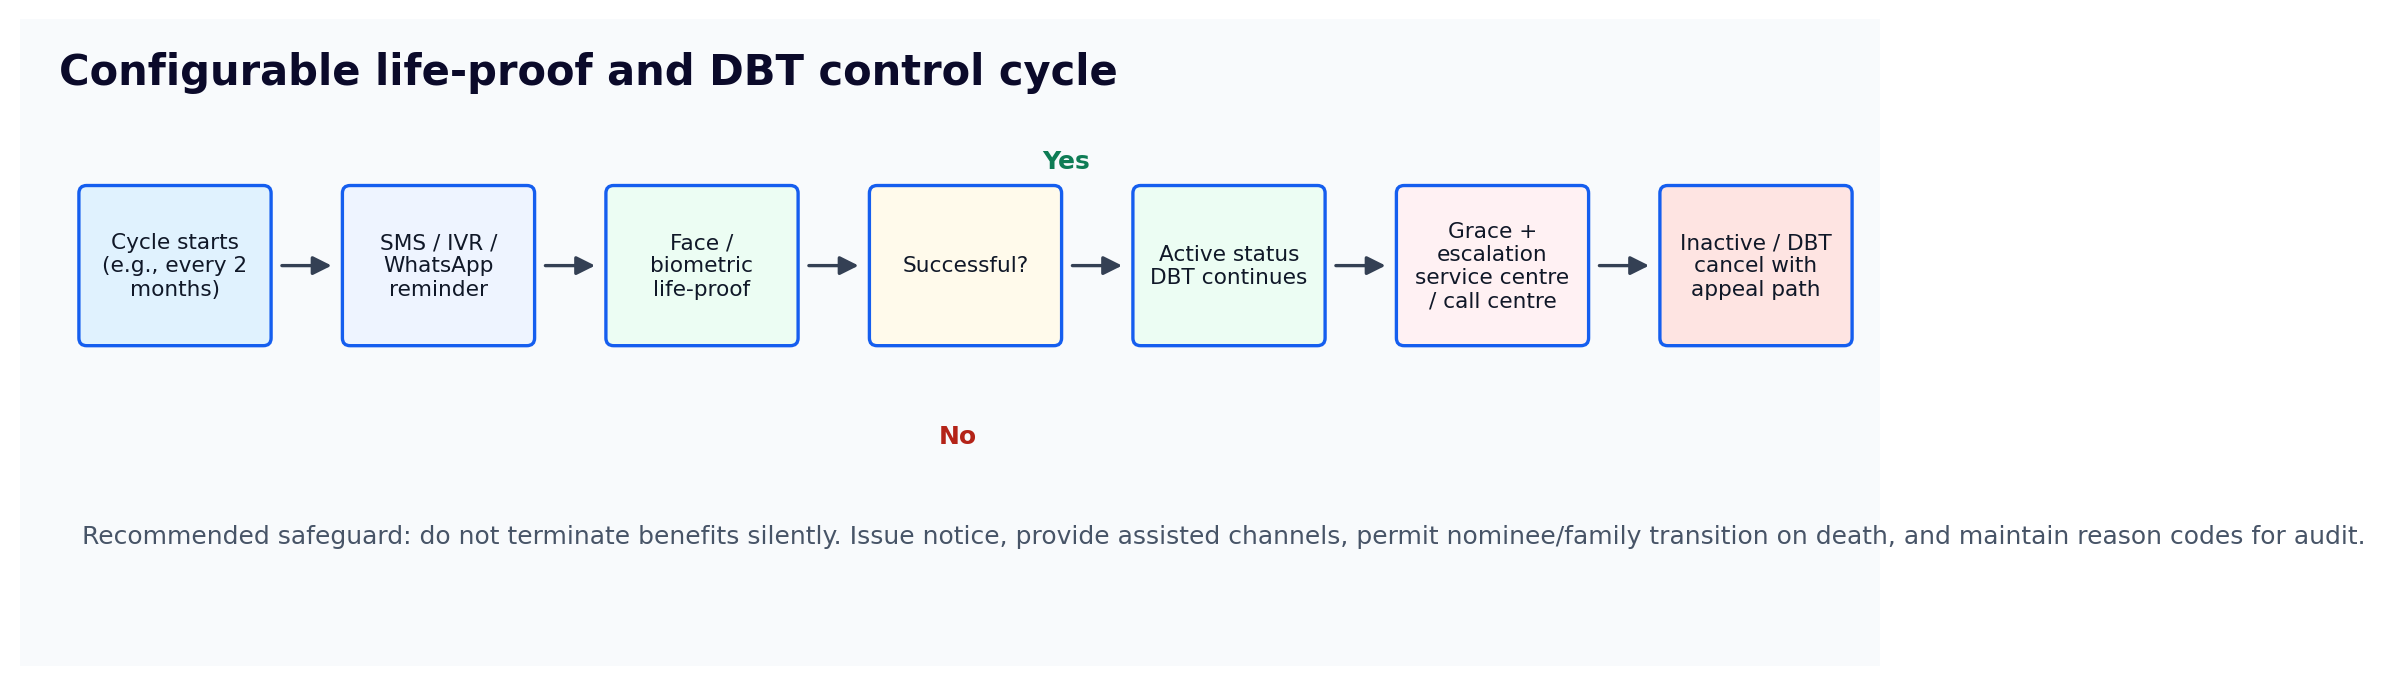 Configurable life-proof and DBT control cycle
Yes
Cycle starts
(e.g., every 2
months)
SMS / IVR /
WhatsApp
reminder
Face /
biometric
life-proof
Successful?
Active status
DBT continues
Grace +
escalation
service centre
/ call centre
Inactive / DBT
cancel with
appeal path
No
Recommended safeguard: do not terminate benefits silently. Issue notice, provide assisted channels, permit nominee/family transition on death, and maintain reason codes for audit.